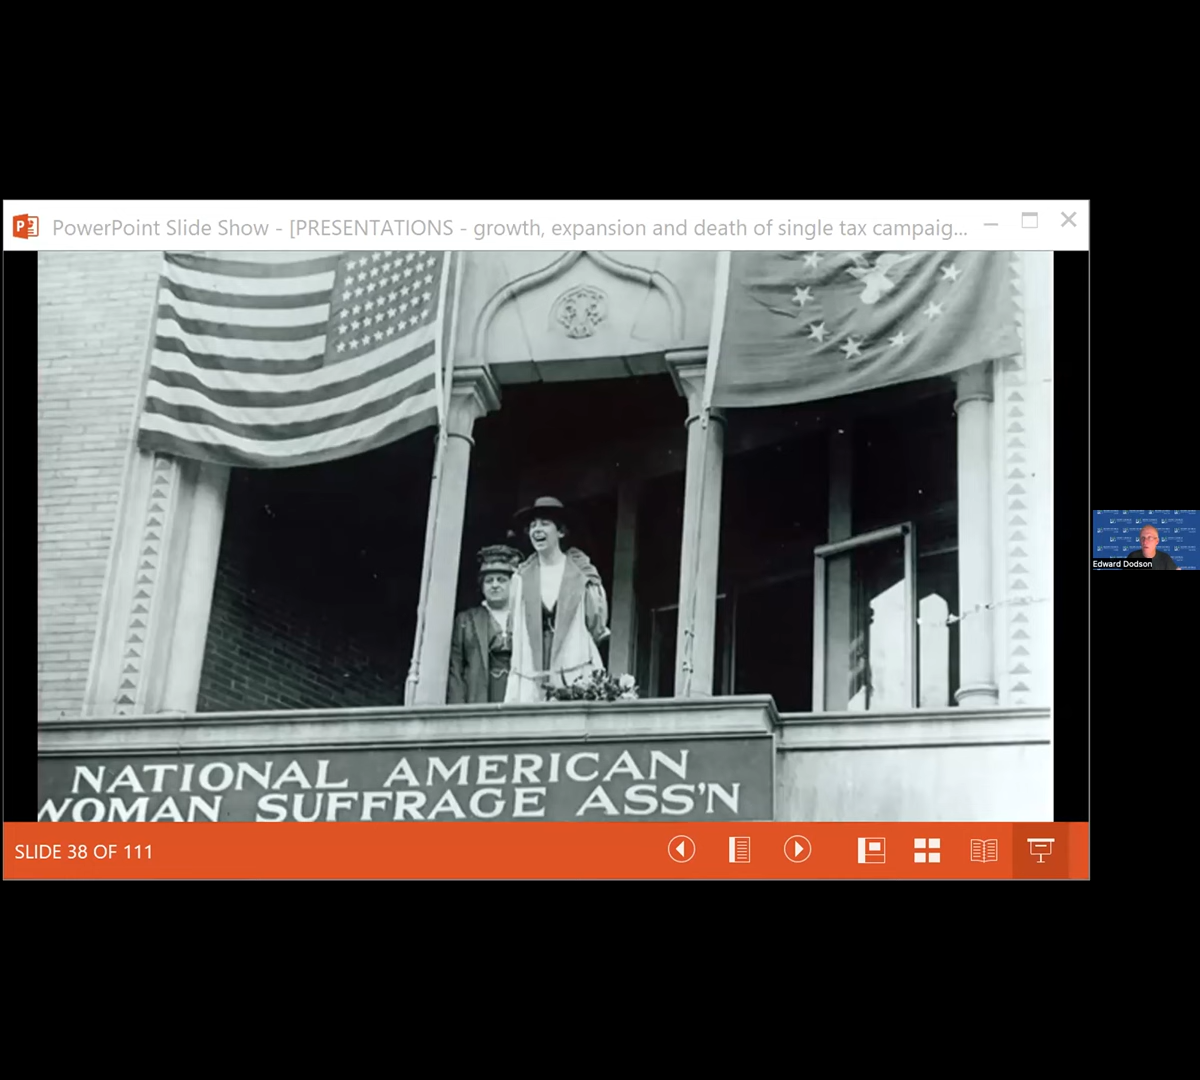 PowerPoint Slide Show - [PRESENTATIONS - growth, expansion and death of single tax campaig...
NATIONAL AMERICAN
WOMAN SUFFRAGE ASS'N
Edward Dodson
SLIDE 38 OF 111